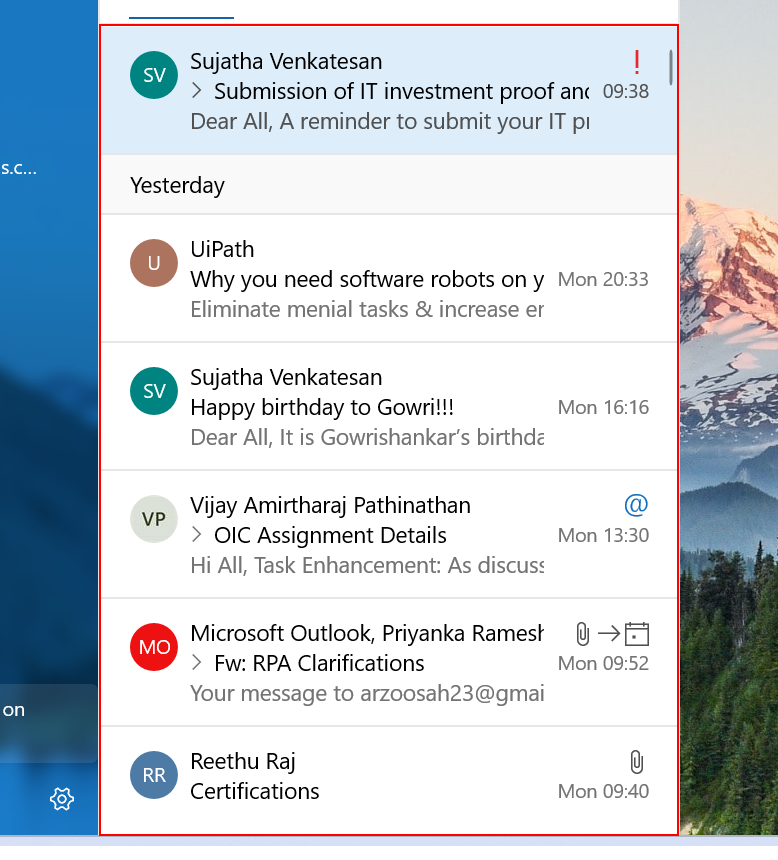 s.c...
on
SV
Sujatha Venkatesan
!
> Submission of IT investment proof and 09:38
Dear All, A reminder to submit your IT pr
Yesterday
U
UiPath
Why you need software robots on y Mon 20:33
Eliminate menial tasks & increase er
SV
Sujatha Venkatesan
Happy birthday to Gowri!!! Mon 16:16
Dear All, It is Gowrishankar's birthda
VP
Vijay Amirtharaj Pathinathan @
> OIC Assignment Details Mon 13:30
Hi All, Task Enhancement: As discuss
MO
Microsoft Outlook, Priyanka Ramesh
> Fw: RPA Clarifications Mon 09:52
Your message to arzoosah23@gmai
RR
Reethu Raj
Certifications Mon 09:40